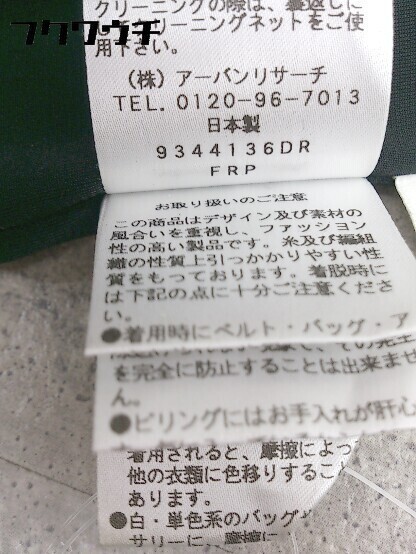 フクウロウ
クリーニングの際は、裏返しに
クリーニングネットをご使
用下さい。
(株) アーバンリサーチ
TEL. 0120-96-7013
日本製
9344136DR
FRP
お取り扱いのご注意
この商品はデザイン及び素材の
風合いを重視し、ファッション
性の高い製品です。糸及び編組
織の性質上引っかかりやすい性
質をもっております。着脱時に
は下記の点に十分ご注意くださ
い。
●着用時にベルト・バッグ・ア
その発生
を完全に防止することは出来ませ
ん。
●ピリングにはお手入れが肝心
着用されると、摩擦によっ
他の衣類に色移りすること
あります。
●白・単色系のバッグ
サリーに、摩擦